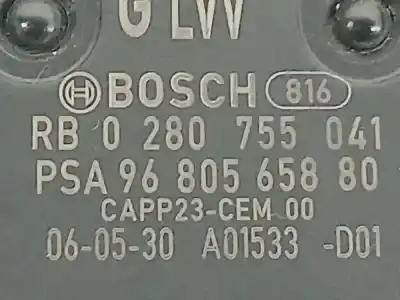 G LVV
BOSCH 816
RB 0 280 755 041
PSA 96 805 658 80
CAPP23-CEM 00
06-05-30 A01533 -D01